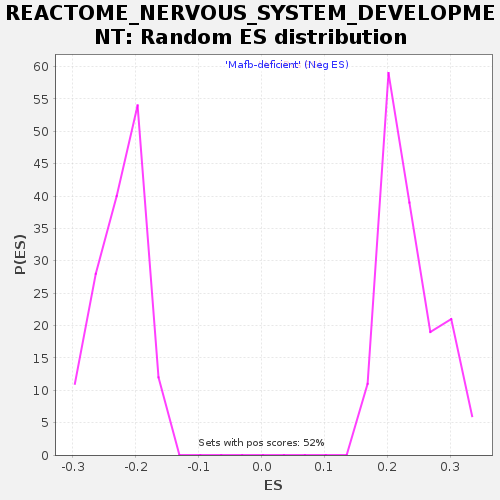 REACTOME_NERVOUS_SYSTEM_DEVELOPME
NT: Random ES distribution
'Mafb-deficient' (Neg ES)
60
55
50
45
40
35
30
25
20
15
10
5
0
P(ES)
Sets with pos scores: 52%
-0.3 -0.2 -0.1 0.0 0.1 0.2 0.3
ES